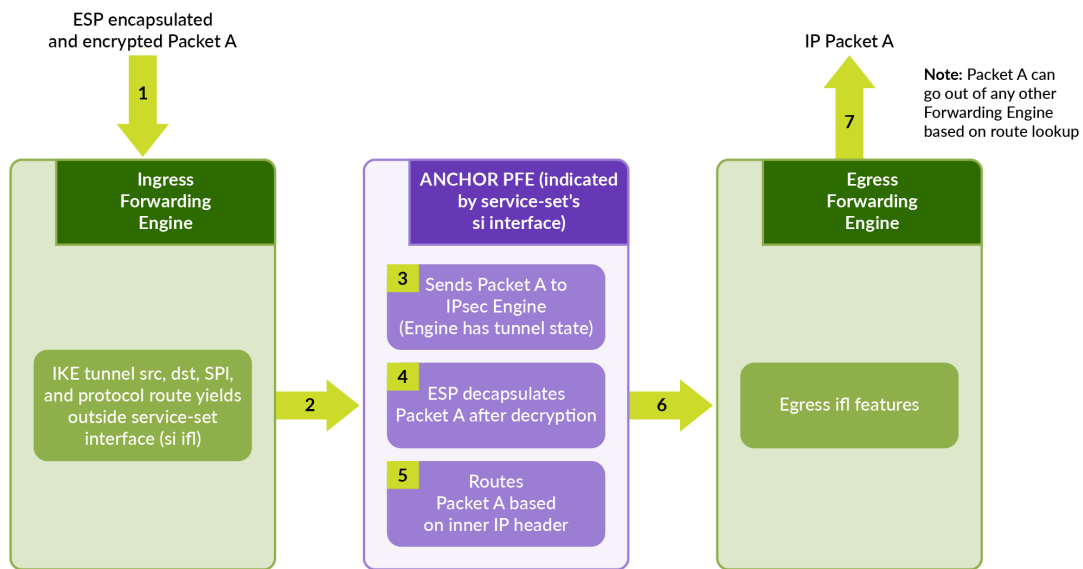 ESP encapsulated
and encrypted Packet A
1
Ingress
Forwarding
Engine
IKE tunnel src, dst, SPI,
and protocol route yields
outside service-set
interface (si ifl)
2
ANCHOR PFE (indicated
by service-set's
si interface)
3
Sends Packet A to
IPsec Engine
(Engine has tunnel state)
4
ESP decapsulates
Packet A after decryption
5
Routes
Packet A based
on inner IP header
6
IP Packet A
7
Note: Packet A can
go out of any other
Forwarding Engine
based on route lookup
Egress
Forwarding
Engine
Egress ifl features